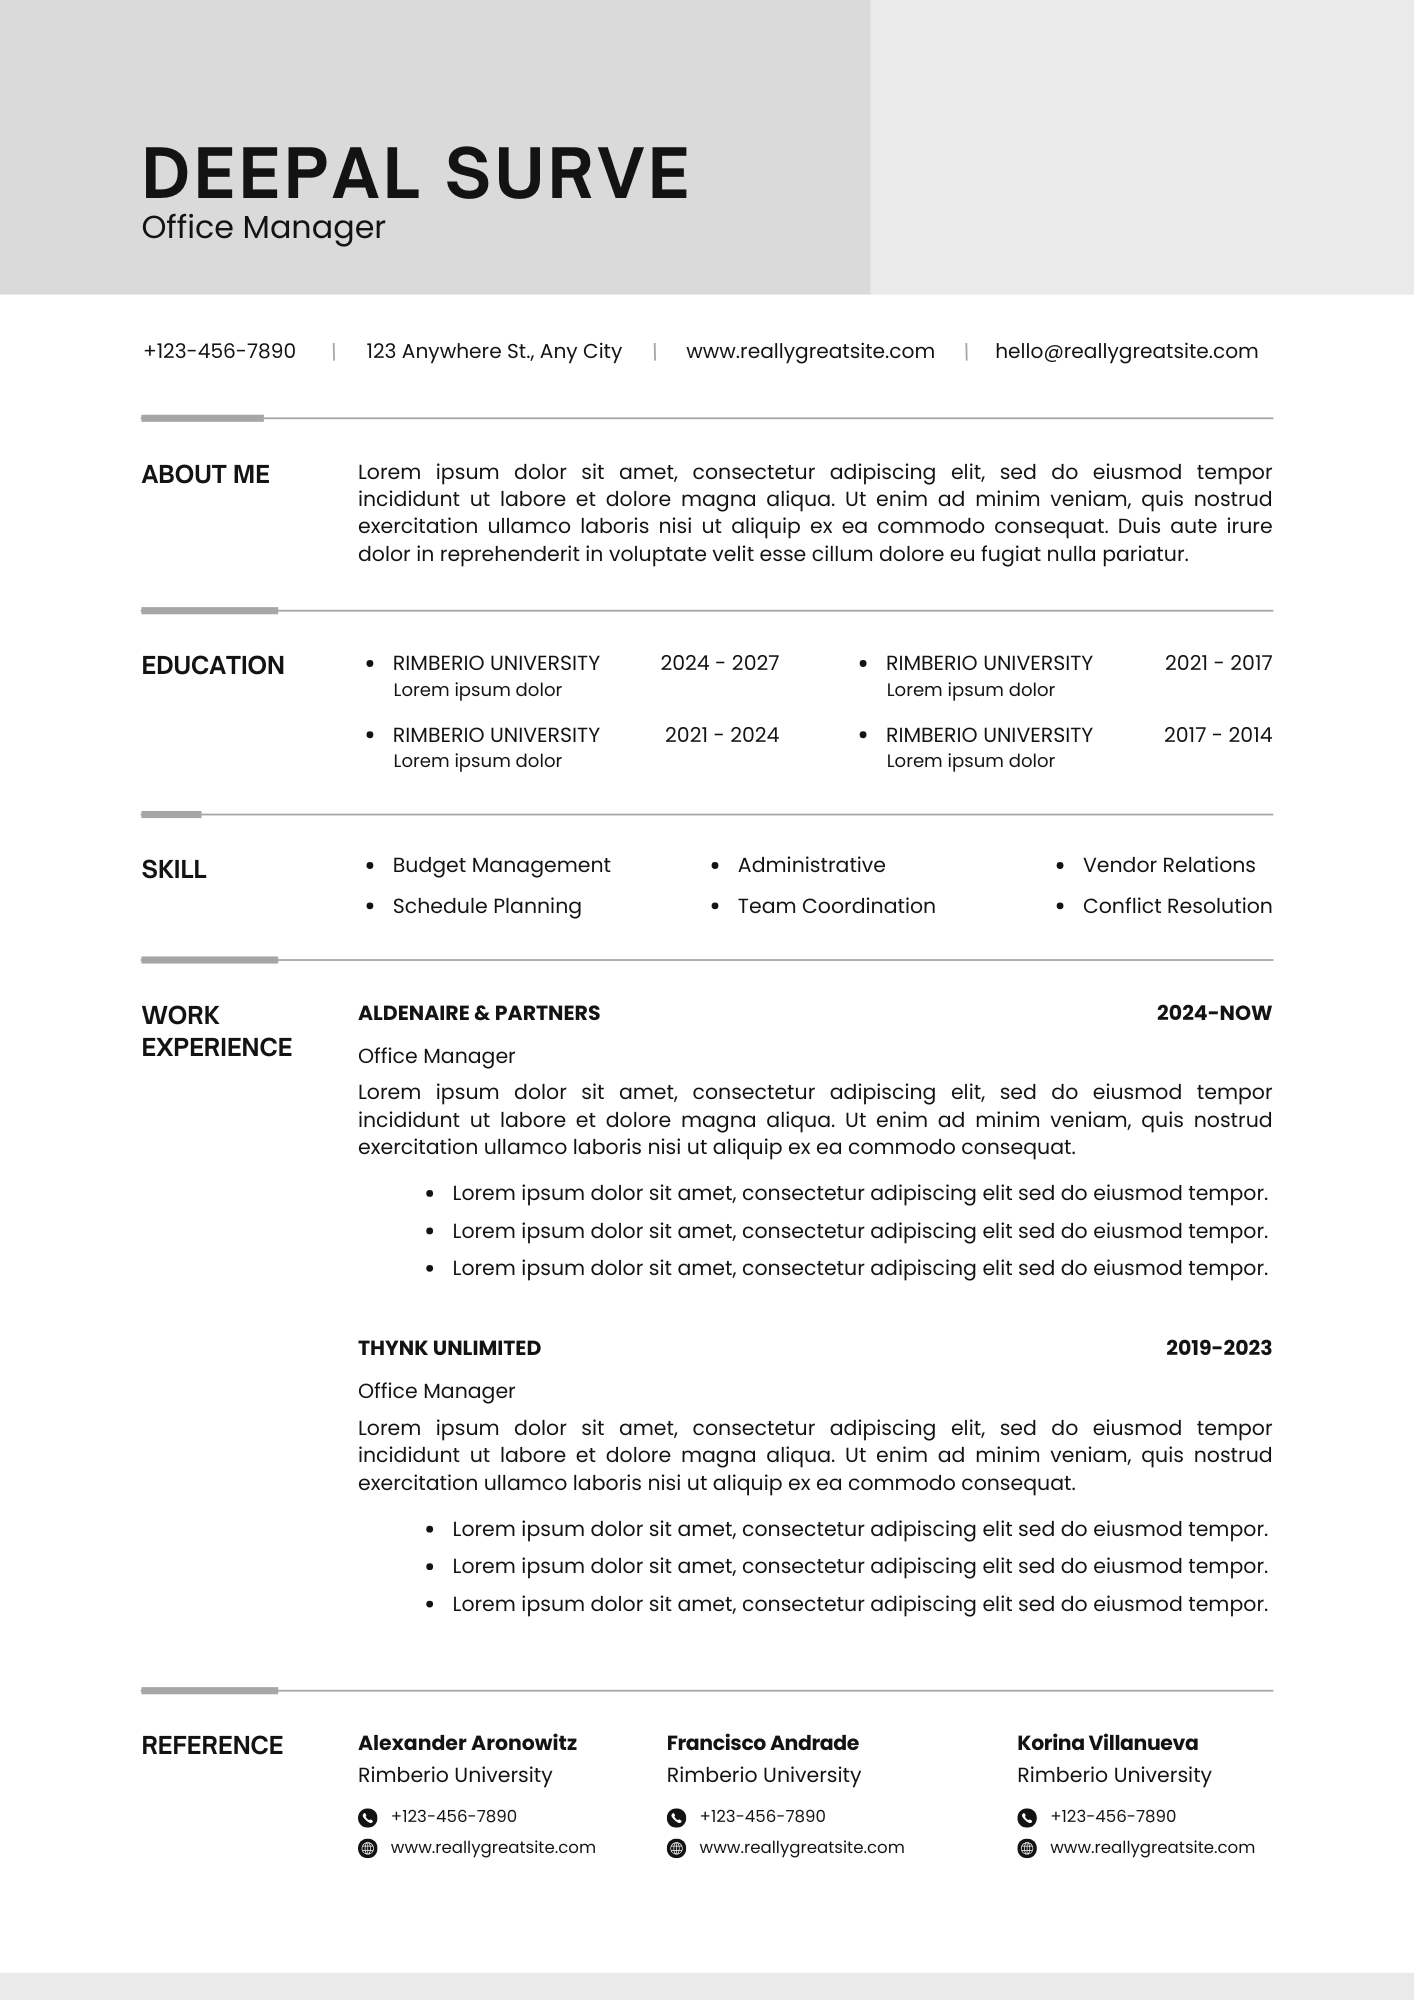 DEEPAL SURVE
Office Manager
+123-456-7890 | 123 Anywhere St., Any City | www.reallygreatsite.com | hello@reallygreatsite.com
ABOUT ME
Lorem ipsum dolor sit amet, consectetur adipiscing elit, sed do eiusmod tempor
incididunt ut labore et dolore magna aliqua. Ut enim ad minim veniam, quis nostrud
exercitation ullamco laboris nisi ut aliquip ex ea commodo consequat. Duis aute irure
dolor in reprehenderit in voluptate velit esse cillum dolore eu fugiat nulla pariatur.
EDUCATION
• RIMBERIO UNIVERSITY 2024 - 2027
Lorem ipsum dolor
• RIMBERIO UNIVERSITY 2021 - 2024
Lorem ipsum dolor
• RIMBERIO UNIVERSITY 2021 - 2017
Lorem ipsum dolor
• RIMBERIO UNIVERSITY 2017 - 2014
Lorem ipsum dolor
SKILL
• Budget Management
• Schedule Planning
• Administrative
• Team Coordination
• Vendor Relations
• Conflict Resolution
WORK
EXPERIENCE
ALDENAIRE & PARTNERS 2024-NOW
Office Manager
Lorem ipsum dolor sit amet, consectetur adipiscing elit, sed do eiusmod tempor
incididunt ut labore et dolore magna aliqua. Ut enim ad minim veniam, quis nostrud
exercitation ullamco laboris nisi ut aliquip ex ea commodo consequat.
• Lorem ipsum dolor sit amet, consectetur adipiscing elit sed do eiusmod tempor.
• Lorem ipsum dolor sit amet, consectetur adipiscing elit sed do eiusmod tempor.
• Lorem ipsum dolor sit amet, consectetur adipiscing elit sed do eiusmod tempor.
THYNK UNLIMITED 2019-2023
Office Manager
Lorem ipsum dolor sit amet, consectetur adipiscing elit, sed do eiusmod tempor
incididunt ut labore et dolore magna aliqua. Ut enim ad minim veniam, quis nostrud
exercitation ullamco laboris nisi ut aliquip ex ea commodo consequat.
• Lorem ipsum dolor sit amet, consectetur adipiscing elit sed do eiusmod tempor.
• Lorem ipsum dolor sit amet, consectetur adipiscing elit sed do eiusmod tempor.
• Lorem ipsum dolor sit amet, consectetur adipiscing elit sed do eiusmod tempor.
REFERENCE
Alexander Aronowitz
Rimberio University
+123-456-7890
www.reallygreatsite.com
Francisco Andrade
Rimberio University
+123-456-7890
www.reallygreatsite.com
Korina Villanueva
Rimberio University
+123-456-7890
www.reallygreatsite.com